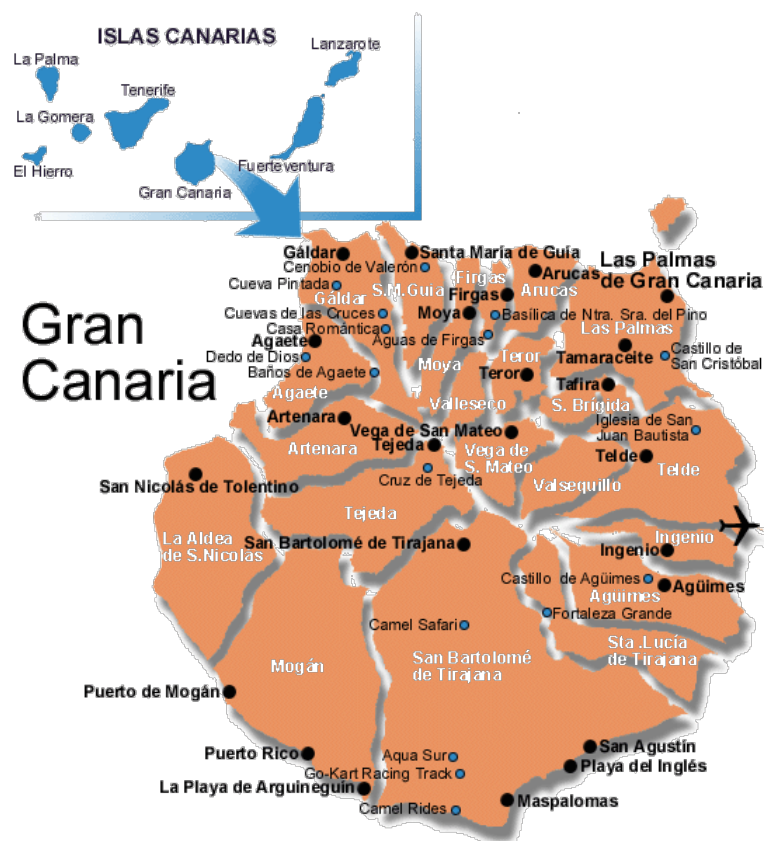 ISLAS CANARIAS
Lanzarote
La Palma
Tenerife
La Gomera
El Hierro
Fuerteventura
Gran Canaria
Gran
Canaria
Gáldar
Santa María de Guía
Cenobio de Valerón
Firgas
Arucas
Las Palmas
de Gran Canaria
Cueva Pintada
S.M.Guia
Gáldar
Firgas
Arucas
Cuevas de las Cruces
Moya
Basílica de Ntra. Sra. del Pino
Casa Romántica
Las Palmas
Agaete
Aguas de Firgas
Dedo de Dios
Moya
Teror
Tamaraceite
Castillo de
San Cristóbal
Baños de Agaete
Teror
Tafira
Agaete
Valleseco
S. Brigida
Artenara
Vega de San Mateo
Iglesia de San
Juan Bautista
Artenara
Tejeda
Vega de
S. Mateo
Telde
Telde
San Nicolás de Tolentino
Cruz de Tejeda
Valsequillo
Tejeda
La Aldea
de S.Nicolas
San Bartolomé de Tirajana
Ingenio
Ingenio
Castillo de Agüimes
Agüimes
Aguimes
Fortaleza Grande
Camel Safari
Sta .Lucía
de Tirajana
Mogán
San Bartolomé
de Tirajana
Puerto de Mogán
Puerto Rico
Aqua Sur
San Agustín
Go-Kart Racing Track
Playa del Inglés
La Playa de Arguineguin
Camel Rides
Maspalomas